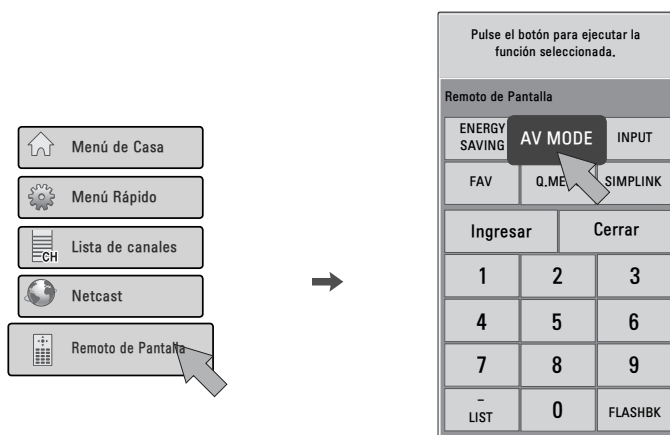 Menú de Casa
Menú Rápido
CH
Lista de canales
Netcast
Remoto de Pantalla
Pulse el botón para ejecutar la
función seleccionada.
Remoto de Pantalla
ENERGY
SAVING
AV MODE
INPUT
FAV
Q.ME
SIMPLINK
Ingresar
Cerrar
1 2 3
4 5 6
7 8 9
–
LIST
0
FLASHBK